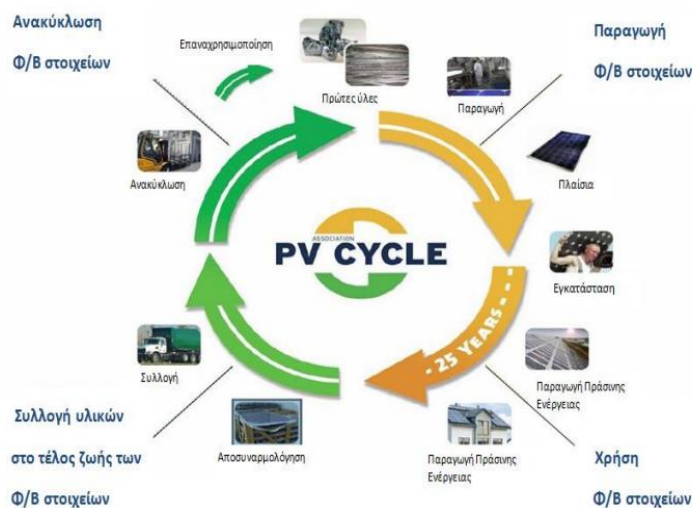 Ανακύκλωση
Φ/Β στοιχείων
Επαναχρησιμοποίηση
Πρώτες ύλες
Παραγωγή
Παραγωγή
Φ/Β στοιχείων
Ανακύκλωση
Πλαίσια
ASSOCIATION
PV CYCLE
Εγκατάσταση
25 YEARS
Συλλογή
Παραγωγή Πράσινης
Ενέργειας
Συλλογή υλικών
στο τέλος ζωής των
Φ/Β στοιχείων
Αποσυναρμολόγηση
Παραγωγή Πράσινης
Ενέργειας
Χρήση
Φ/Β στοιχείων